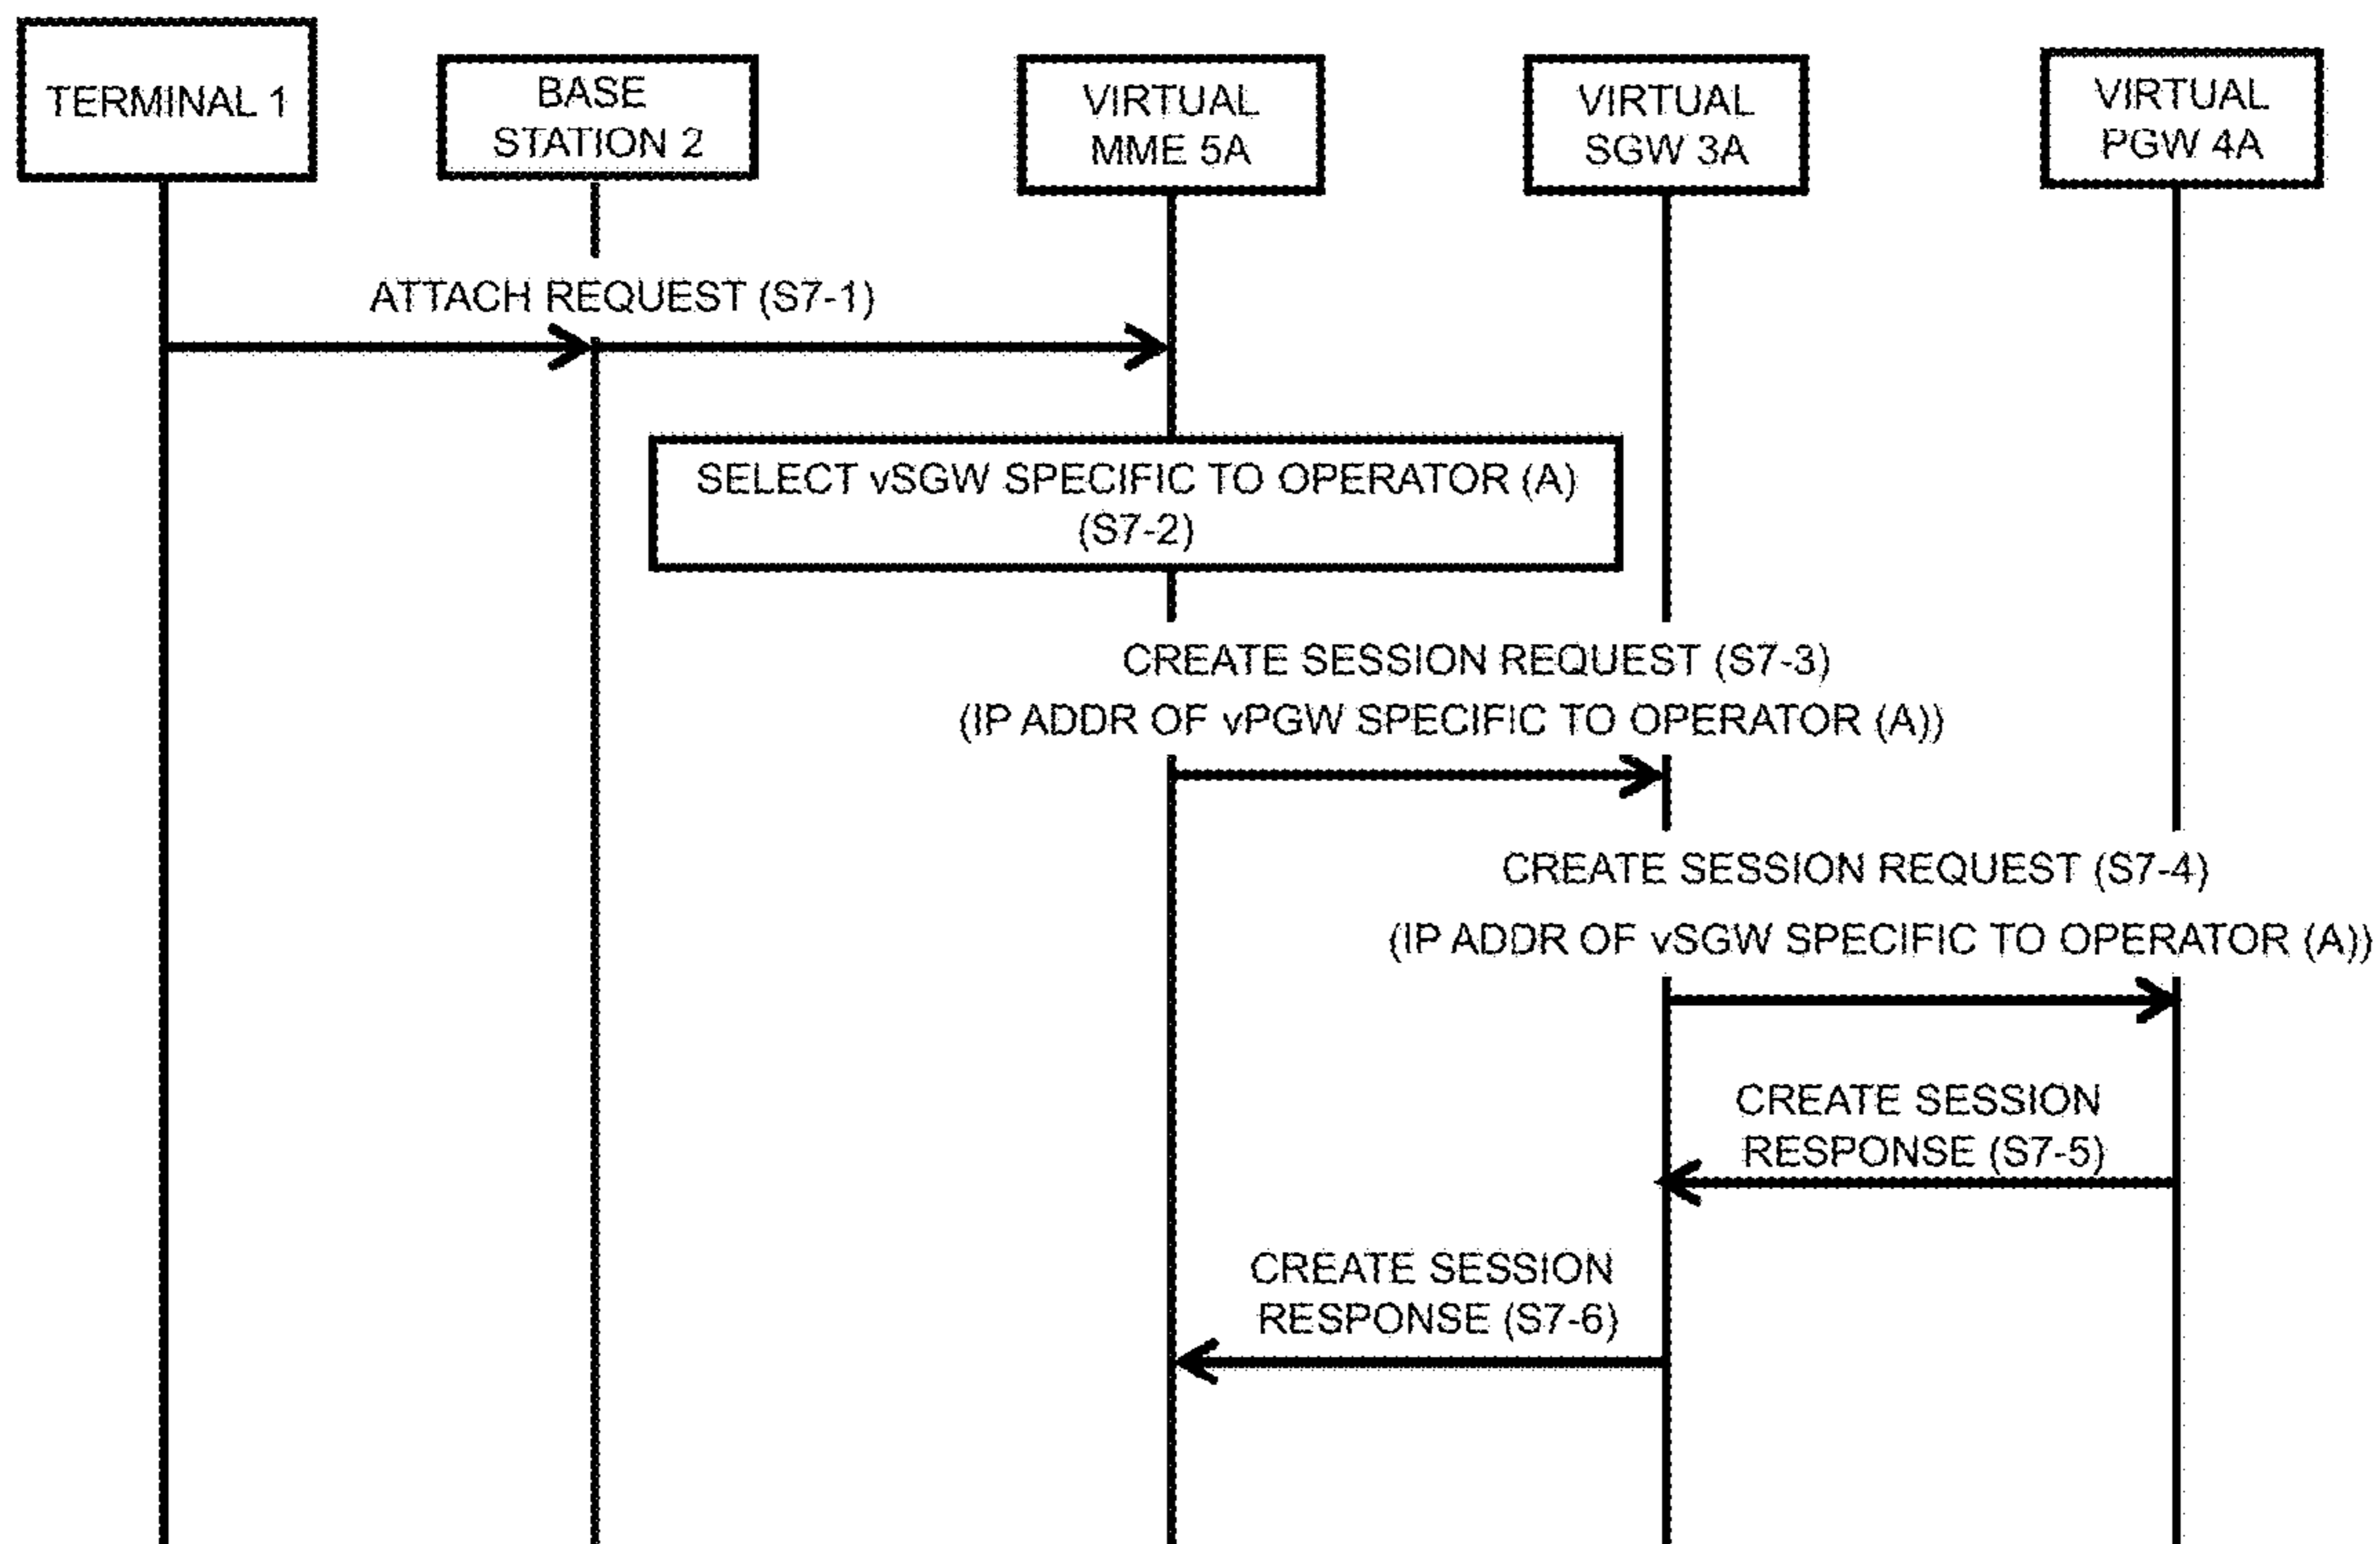 TERMINAL 1
BASE
STATION 2
VIRTUAL
MME 5A
VIRTUAL
SGW 3A
VIRTUAL
PGW 4A
ATTACH REQUEST (S7-1)
SELECT vSGW SPECIFIC TO OPERATOR (A)
(S7-2)
CREATE SESSION REQUEST (S7-3)
(IP ADDR OF vPGW SPECIFIC TO OPERATOR (A))
CREATE SESSION REQUEST (S7-4)
(IP ADDR OF vSGW SPECIFIC TO OPERATOR (A))
CREATE SESSION
RESPONSE (S7-5)
CREATE SESSION
RESPONSE (S7-6)